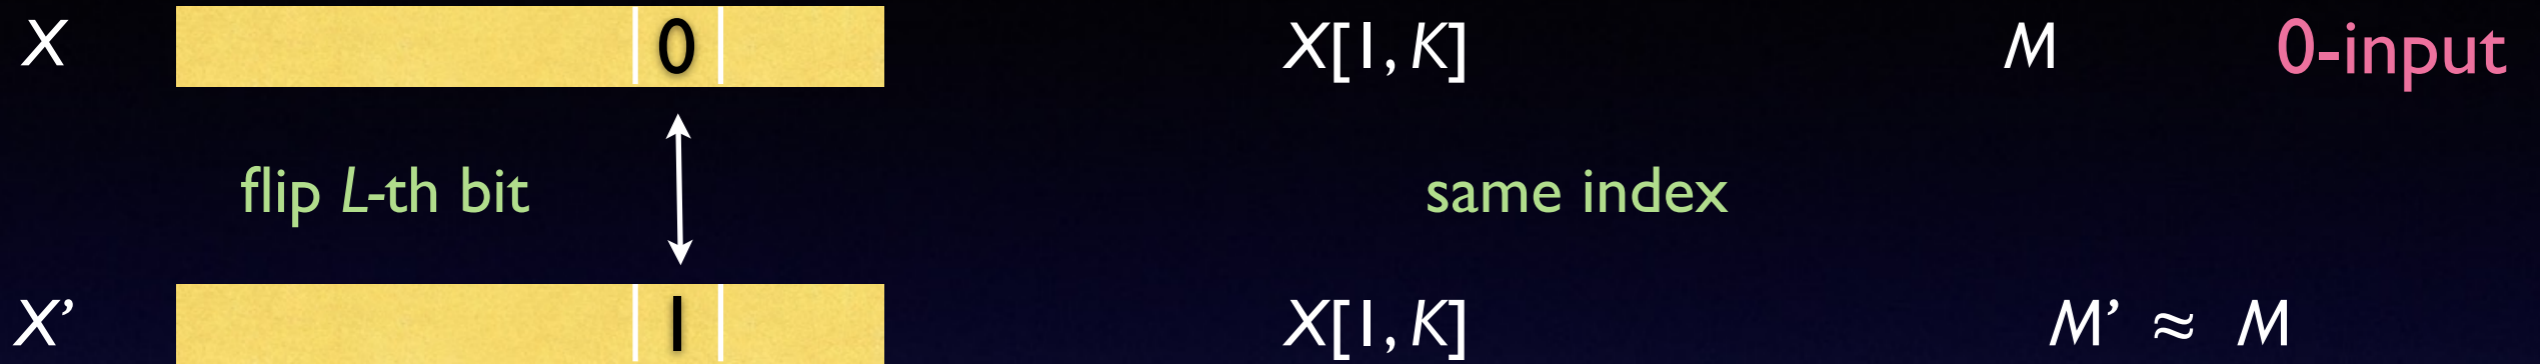 X 0 X[1, K] M 0-input
flip L-th bit same index
X’ 1 X[1, K] M’ ≈ M